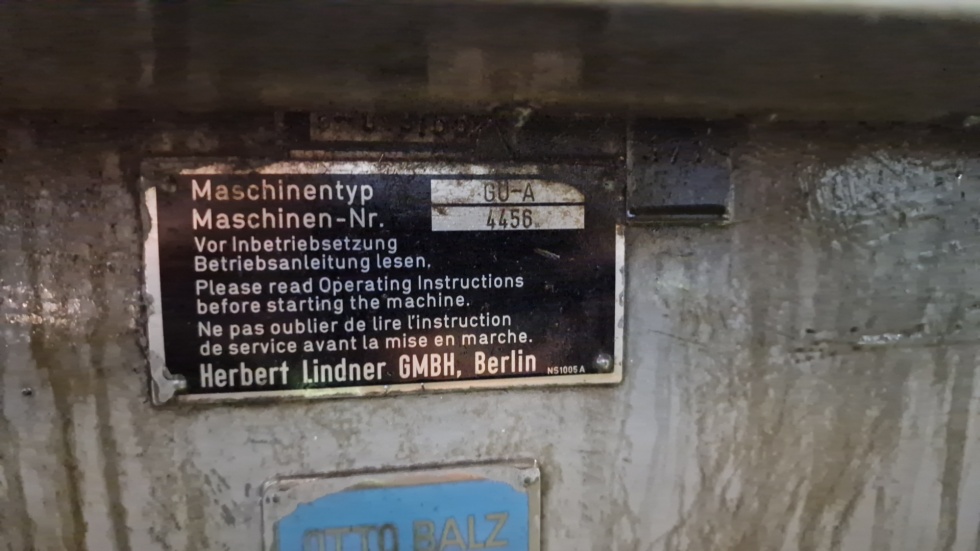 Maschinentyp GU-A
Maschinen-Nr. 4456
Vor Inbetriebsetzung
Betriebsanleitung lesen.
Please read Operating Instructions
before starting the machine.
Ne pas oublier de lire l'instruction
de service avant la mise en marche.
Herbert Lindner GMBH, Berlin NS1005A
OTTO BALZ